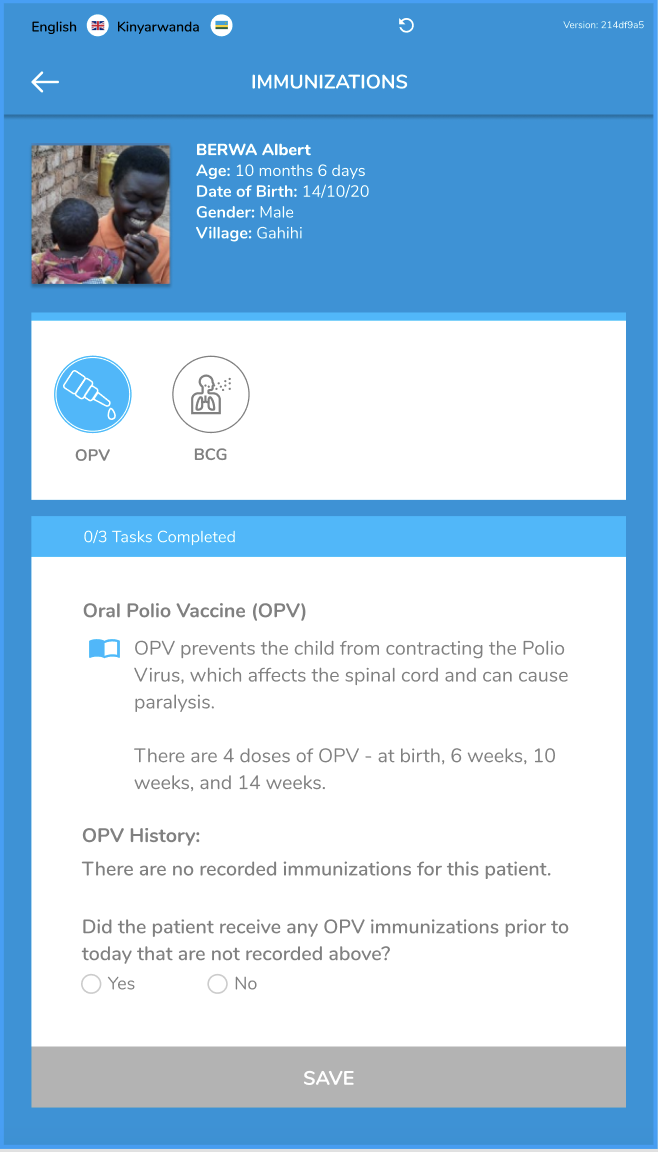 English Kinyarwanda Version: 214df9a5
IMMUNIZATIONS
BERWA Albert
Age: 10 months 6 days
Date of Birth: 14/10/20
Gender: Male
Village: Gahihi
OPV BCG
0/3 Tasks Completed
Oral Polio Vaccine (OPV)
OPV prevents the child from contracting the Polio
Virus, which affects the spinal cord and can cause
paralysis.
There are 4 doses of OPV - at birth, 6 weeks, 10
weeks, and 14 weeks.
OPV History:
There are no recorded immunizations for this patient.
Did the patient receive any OPV immunizations prior to
today that are not recorded above?
Yes No
SAVE